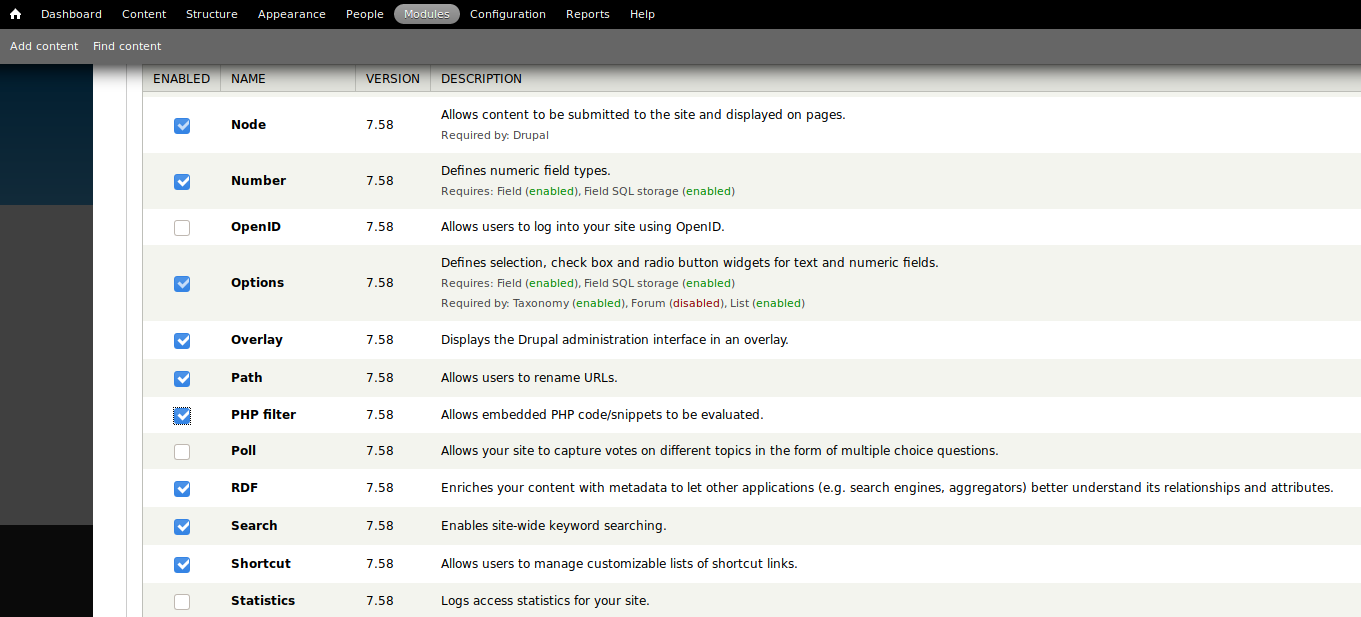 Dashboard Content Structure Appearance People Modules Configuration Reports Help
Add content Find content
ENABLED NAME VERSION DESCRIPTION
Node 7.58 Allows content to be submitted to the site and displayed on pages.
Required by: Drupal
Number 7.58 Defines numeric field types.
Requires: Field (enabled), Field SQL storage (enabled)
OpenID 7.58 Allows users to log into your site using OpenID.
Options 7.58 Defines selection, check box and radio button widgets for text and numeric fields.
Requires: Field (enabled), Field SQL storage (enabled)
Required by: Taxonomy (enabled), Forum (disabled), List (enabled)
Overlay 7.58 Displays the Drupal administration interface in an overlay.
Path 7.58 Allows users to rename URLs.
PHP filter 7.58 Allows embedded PHP code/snippets to be evaluated.
Poll 7.58 Allows your site to capture votes on different topics in the form of multiple choice questions.
RDF 7.58 Enriches your content with metadata to let other applications (e.g. search engines, aggregators) better understand its relationships and attributes.
Search 7.58 Enables site-wide keyword searching.
Shortcut 7.58 Allows users to manage customizable lists of shortcut links.
Statistics 7.58 Logs access statistics for your site.